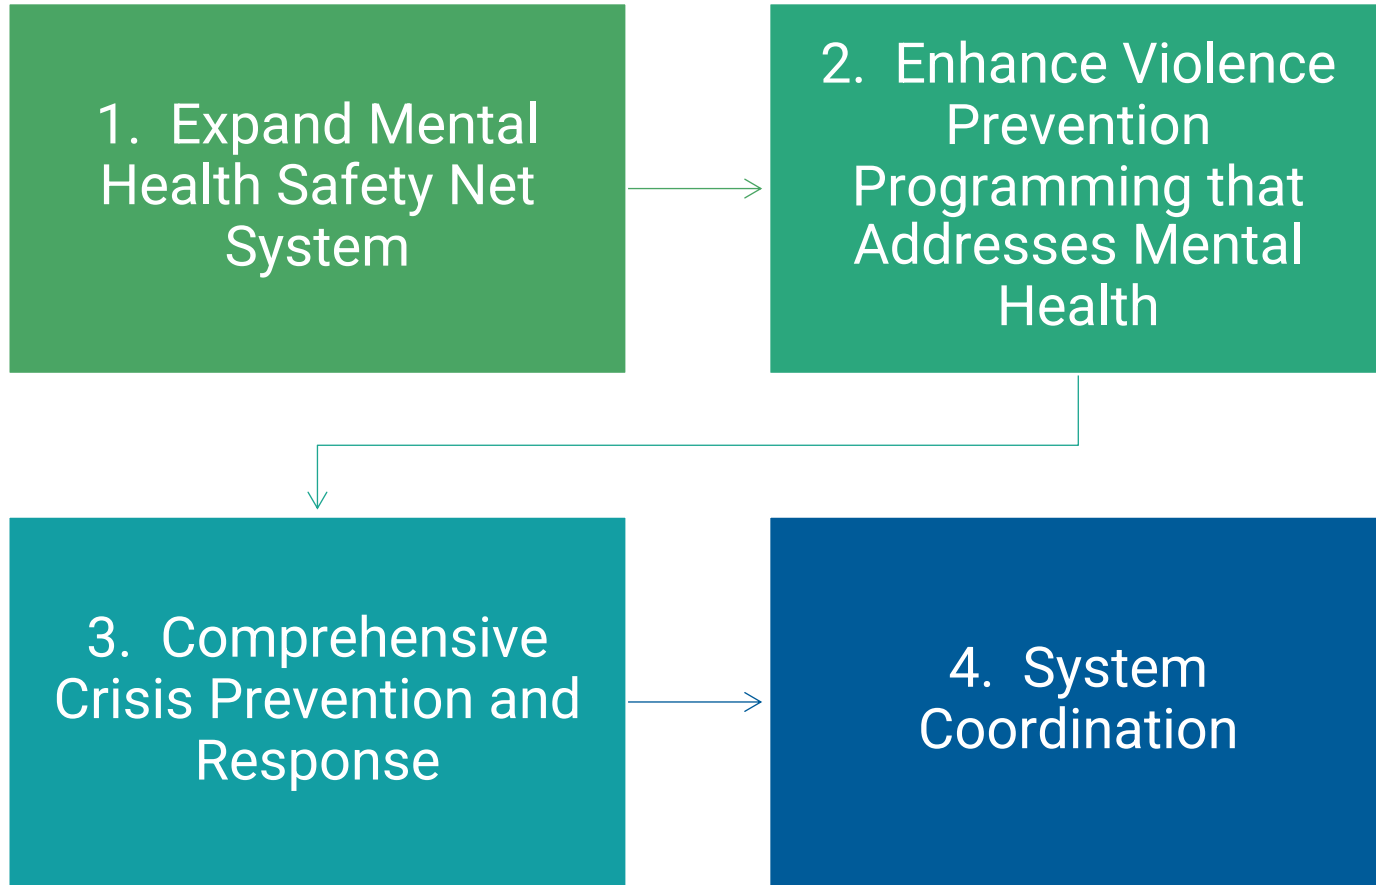 1. Expand Mental
Health Safety Net
System
2. Enhance Violence
Prevention
Programming that
Addresses Mental
Health
3. Comprehensive
Crisis Prevention and
Response
4. System
Coordination